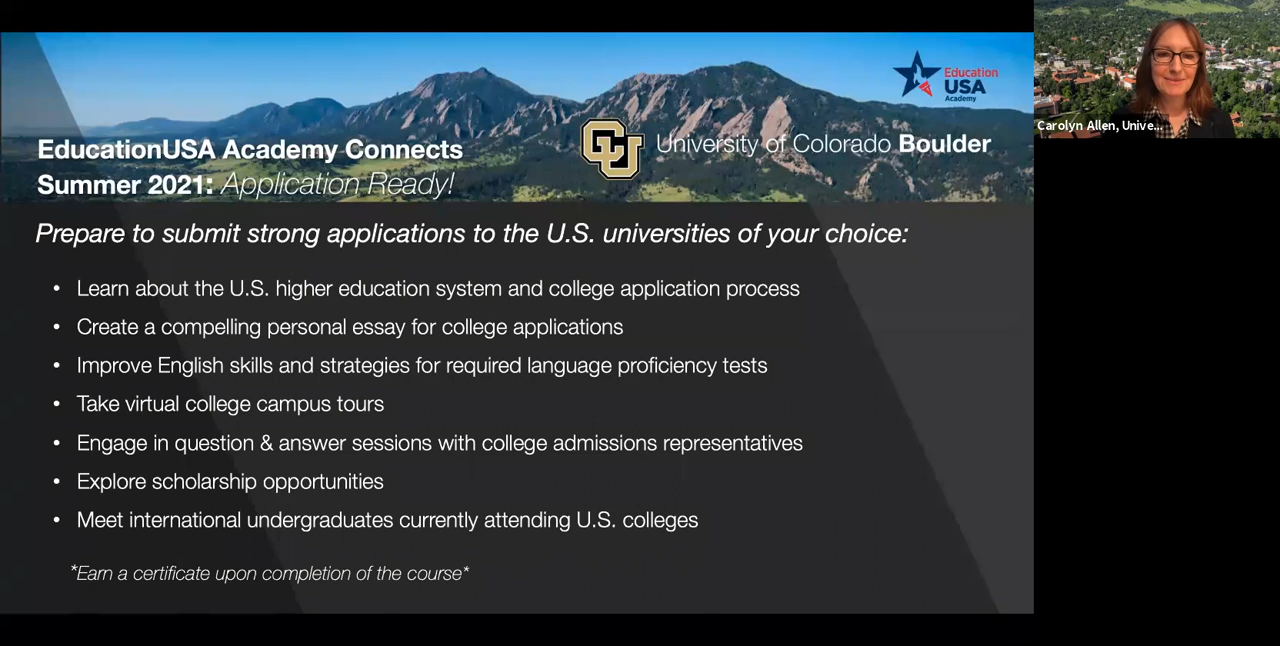 Education
USA
Academy
EducationUSA Academy Connects
Summer 2021: Application Ready!
CU University of Colorado Boulder
Prepare to submit strong applications to the U.S. universities of your choice:
• Learn about the U.S. higher education system and college application process
• Create a compelling personal essay for college applications
• Improve English skills and strategies for required language proficiency tests
• Take virtual college campus tours
• Engage in question & answer sessions with college admissions representatives
• Explore scholarship opportunities
• Meet international undergraduates currently attending U.S. colleges
*Earn a certificate upon completion of the course*
Carolyn Allen, Unive...